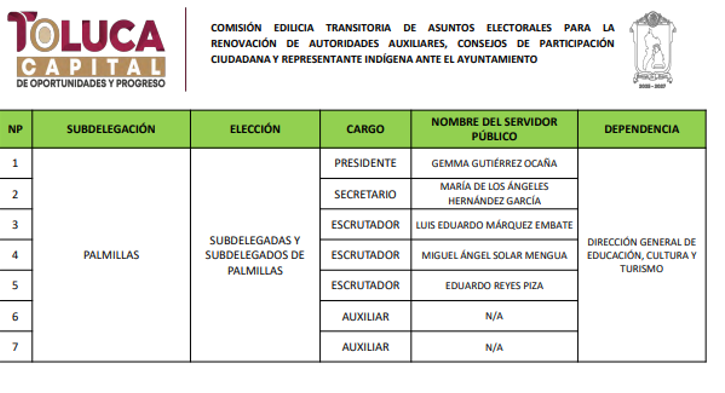 TOLUCA
CAPITAL
DE OPORTUNIDADES Y PROGRESO
COMISIÓN EDILICIA TRANSITORIA DE ASUNTOS ELECTORALES PARA LA
RENOVACIÓN DE AUTORIDADES AUXILIARES, CONSEJOS DE PARTICIPACIÓN
CIUDADANA Y REPRESENTANTE INDÍGENA ANTE EL AYUNTAMIENTO
2025 - 2027
NP SUBDELEGACIÓN ELECCIÓN CARGO NOMBRE DEL SERVIDOR PÚBLICO DEPENDENCIA
1 PRESIDENTE GEMMA GUTIÉRREZ OCAÑA
2 SECRETARIO MARÍA DE LOS ÁNGELES
HERNÁNDEZ GARCÍA
3 ESCRUTADOR LUIS EDUARDO MÁRQUEZ EMBATE
PALMILLAS
SUBDELEGADAS Y
SUBDELEGADOS DE
PALMILLAS
4 ESCRUTADOR MIGUEL ÁNGEL SOLAR MENGUA
DIRECCIÓN GENERAL DE
EDUCACIÓN, CULTURA Y
TURISMO
5 ESCRUTADOR EDUARDO REYES PIZA
6 AUXILIAR N/A
7 AUXILIAR N/A